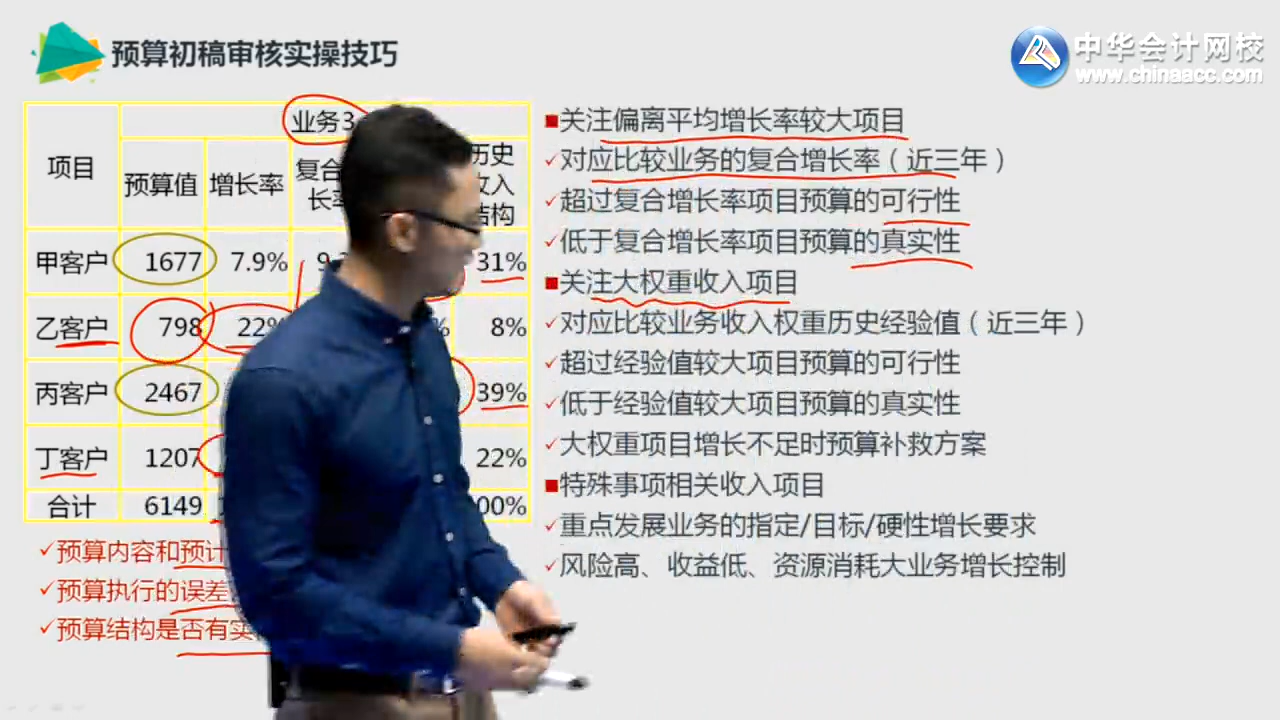 预算初稿审核实操技巧
中华会计网校
www.chinaacc.com
业务3
项目
预算值 增长率
甲客户 1677 7.9% 31%
乙客户 798 22% 8%
丙客户 2467 39%
丁客户 1207 22%
合计 6149
预算内容和预计
预算执行的误差
预算结构是否有
关注偏离平均增长率较大项目
对应比较业务的复合增长率（近三年）
超过复合增长率项目预算的可行性
低于复合增长率项目预算的真实性
关注大权重收入项目
对应比较业务收入权重历史经验值（近三年）
超过经验值较大项目预算的可行性
低于经验值较大项目预算的真实性
大权重项目增长不足时预算补救方案
特殊事项相关收入项目
重点发展业务的指定/目标/硬性增长要求
风险高、收益低、资源消耗大业务增长控制